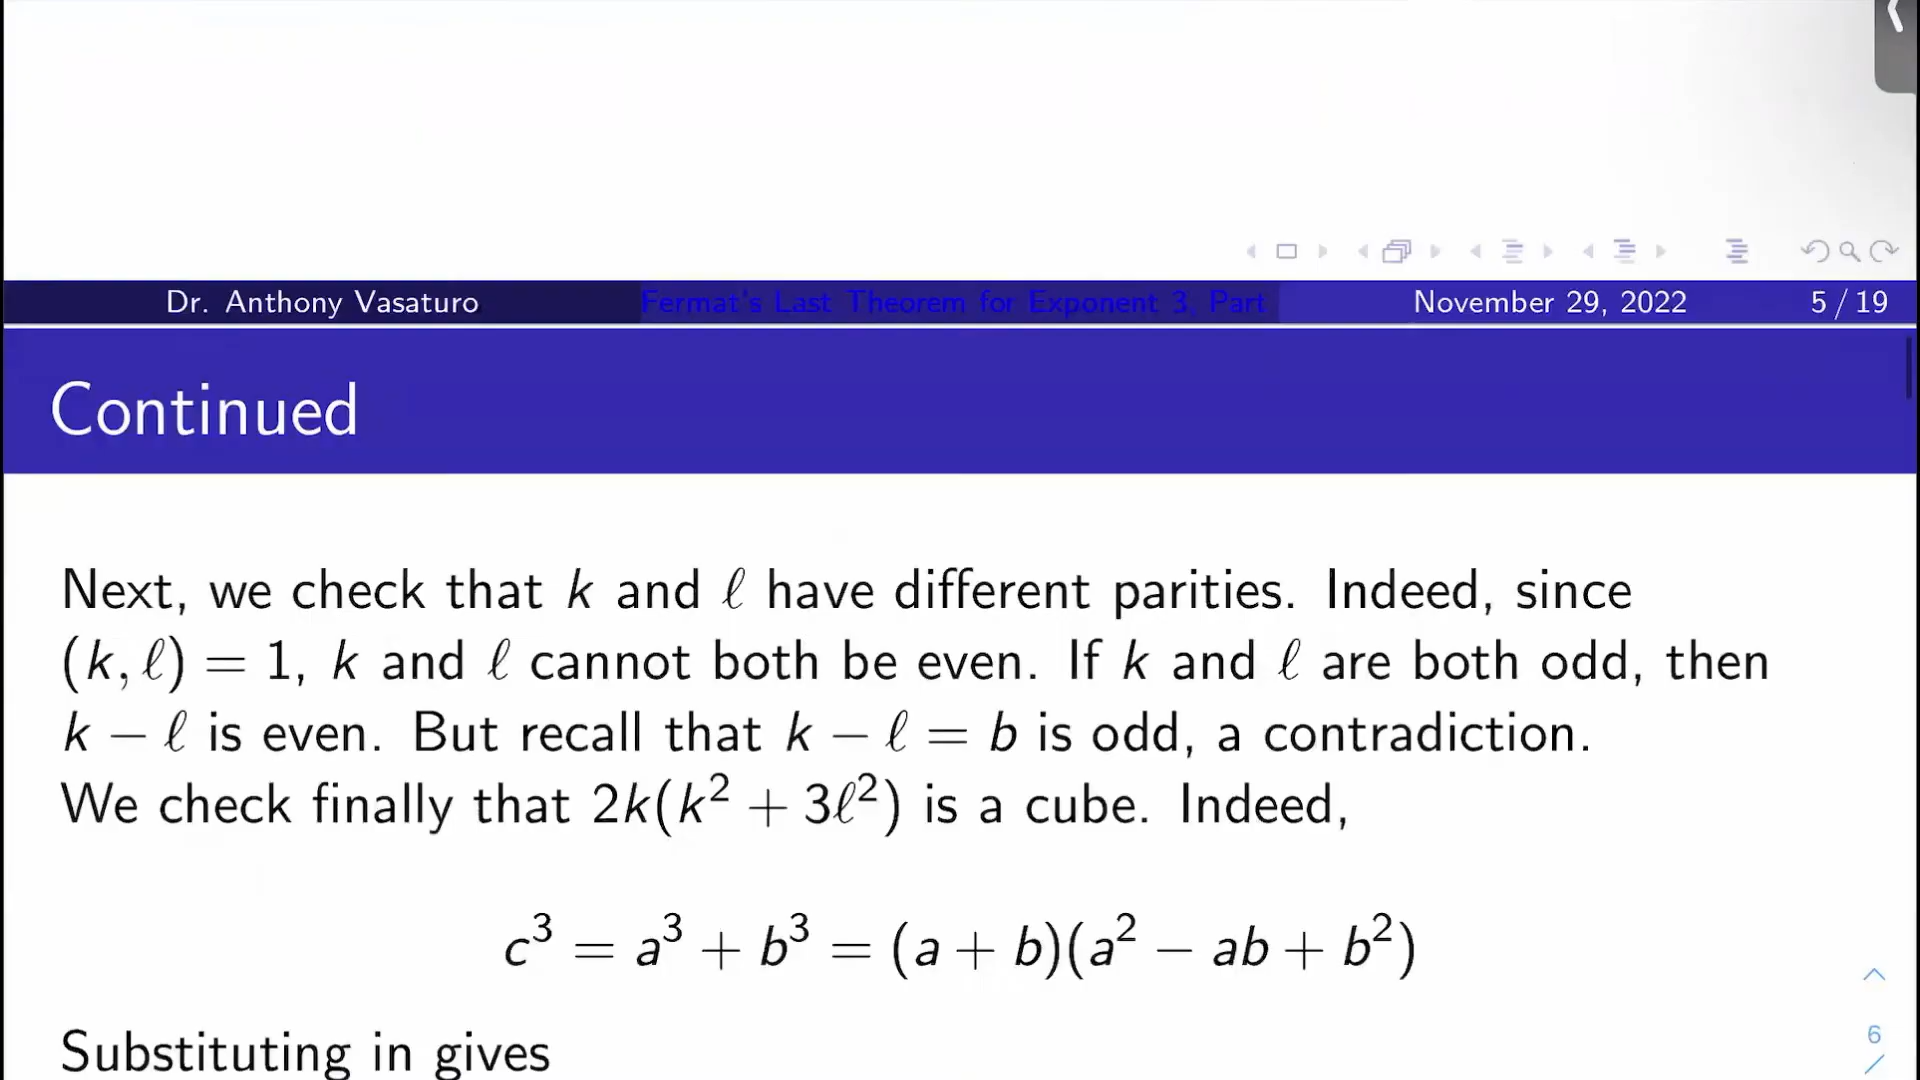 Dr. Anthony Vasaturo Fermat's Last Theorem for Exponent 3, Part November 29, 2022 5 / 19
Continued
Next, we check that k and ℓ have different parities. Indeed, since
(k, ℓ) = 1, k and ℓ cannot both be even. If k and ℓ are both odd, then
k − ℓ is even. But recall that k − ℓ = b is odd, a contradiction.
We check finally that 2k(k² + 3ℓ²) is a cube. Indeed,
c³ = a³ + b³ = (a + b)(a² − ab + b²)
Substituting in gives
6
/